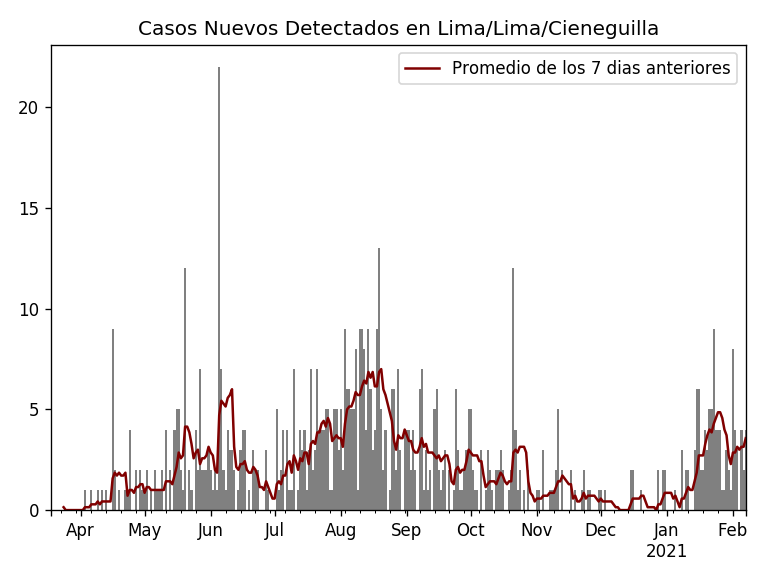 Casos Nuevos Detectados en Lima/Lima/Cieneguilla
Promedio de los 7 dias anteriores
20
15
10
5
0
Apr May Jun Jul Aug Sep Oct Nov Dec Jan Feb
2021